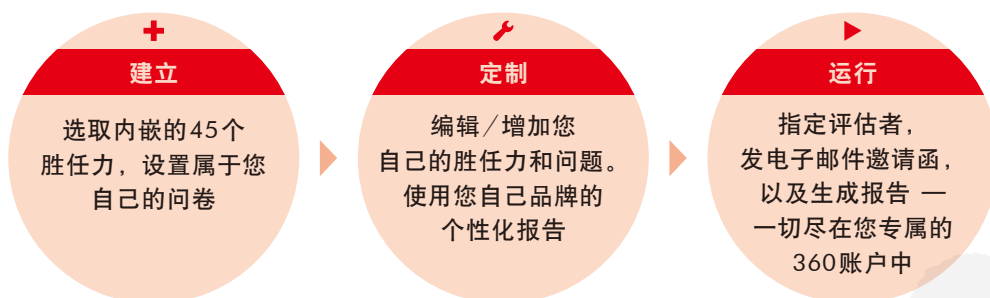 建立
选取内嵌的45个
胜任力，设置属于您
自己的问卷
定制
编辑／增加您
自己的胜任力和问题。
使用您自己品牌的
个性化报告
运行
指定评估者，
发电子邮件邀请函，
以及生成报告 —
一切尽在您专属的
360账户中